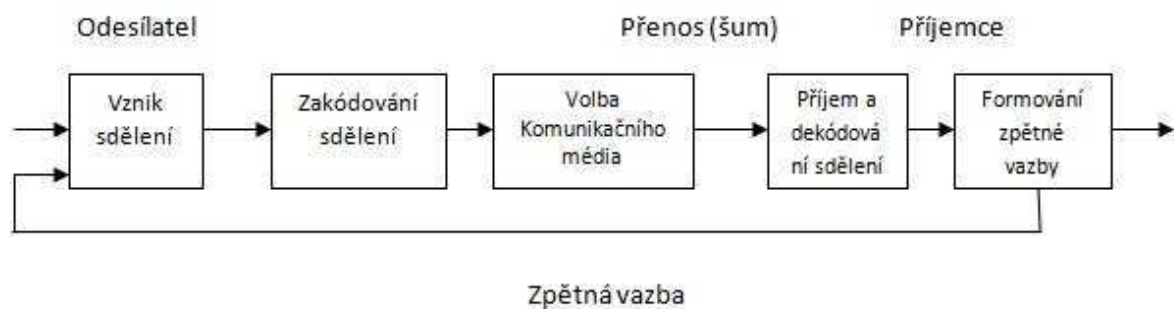 Odesílatel
Přenos (šum)
Příjemce
Vznik
sdělení
Zakódování
sdělení
Volba
Komunikačního
média
Příjem a
dekódová
ní sdělení
Formování
zpětné
vazby
Zpětná vazba